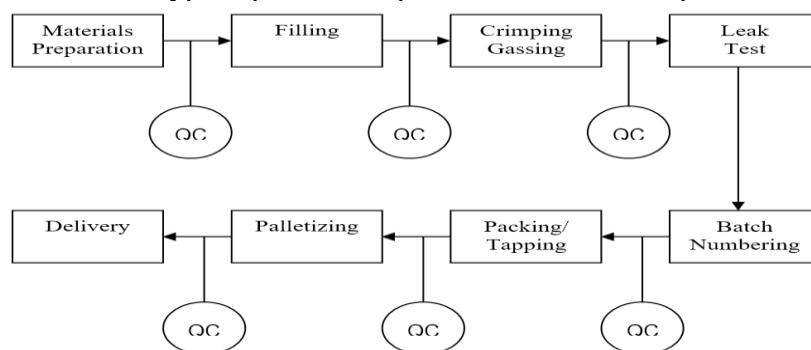 Materials
Preparation
Filling
Crimping
Gassing
Leak
Test
QC
QC
QC
Delivery
Palletizing
Packing/
Tapping
Batch
Numbering
QC
QC
QC